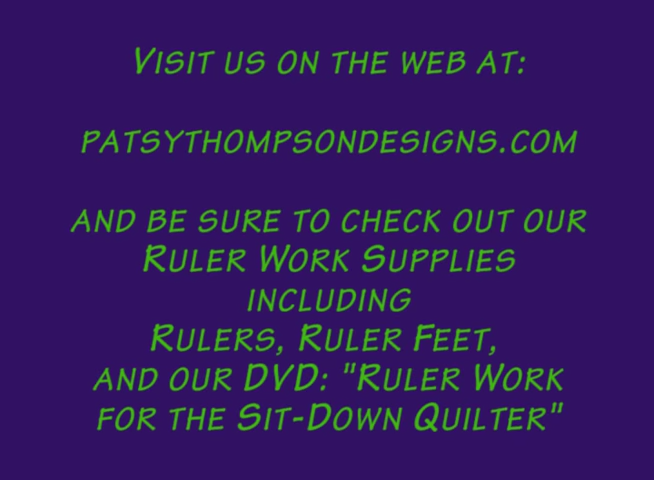 Visit us on the web at:
patsythompsondesigns.com
and be sure to check out our
Ruler Work Supplies
including
Rulers, Ruler Feet,
and our DVD: "Ruler Work
for the Sit-Down Quilter"